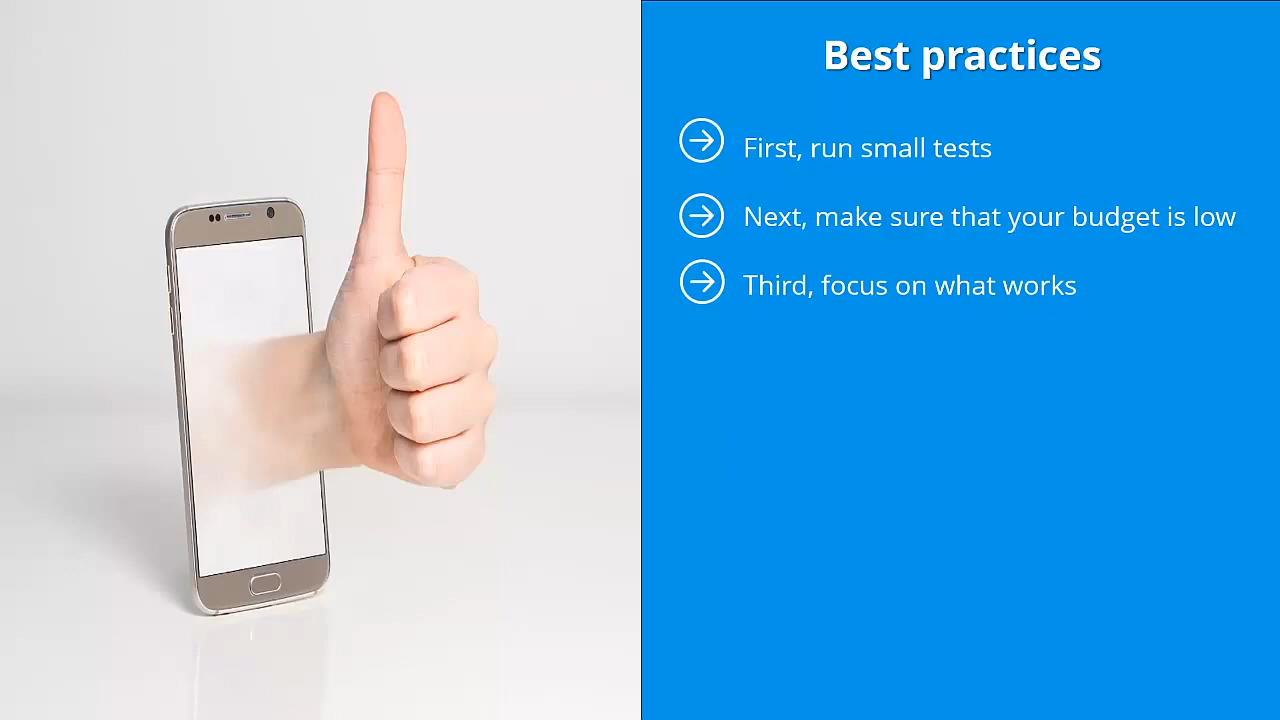 Best practices
First, run small tests
Next, make sure that your budget is low
Third, focus on what works